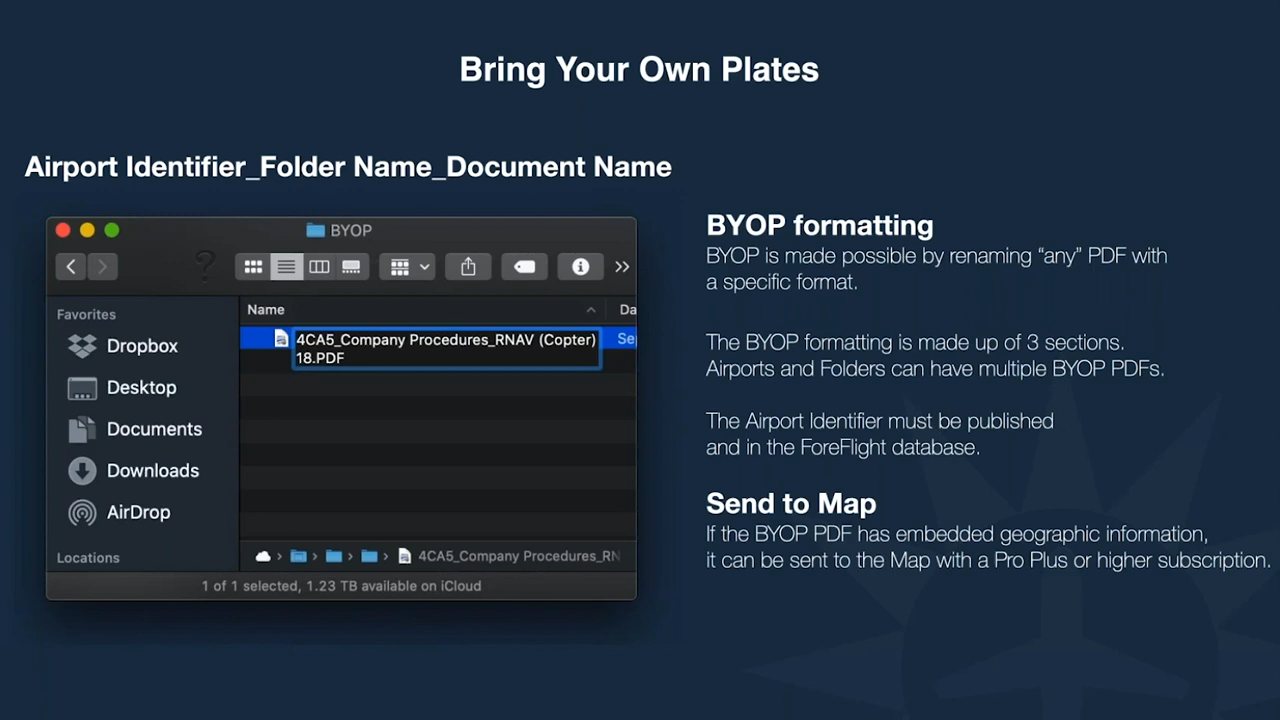 Bring Your Own Plates
Airport Identifier_Folder Name_Document Name
BYOP
Favorites
Dropbox
Desktop
Documents
Downloads
AirDrop
Locations
Name
Da
4CA5_Company Procedures_RNAV (Copter)
18.PDF
Se
4CA5_Company Procedures_RN
1 of 1 selected, 1.23 TB available on iCloud
BYOP formatting
BYOP is made possible by renaming “any” PDF with
a specific format.
The BYOP formatting is made up of 3 sections.
Airports and Folders can have multiple BYOP PDFs.
The Airport Identifier must be published
and in the ForeFlight database.
Send to Map
If the BYOP PDF has embedded geographic information,
it can be sent to the Map with a Pro Plus or higher subscription.